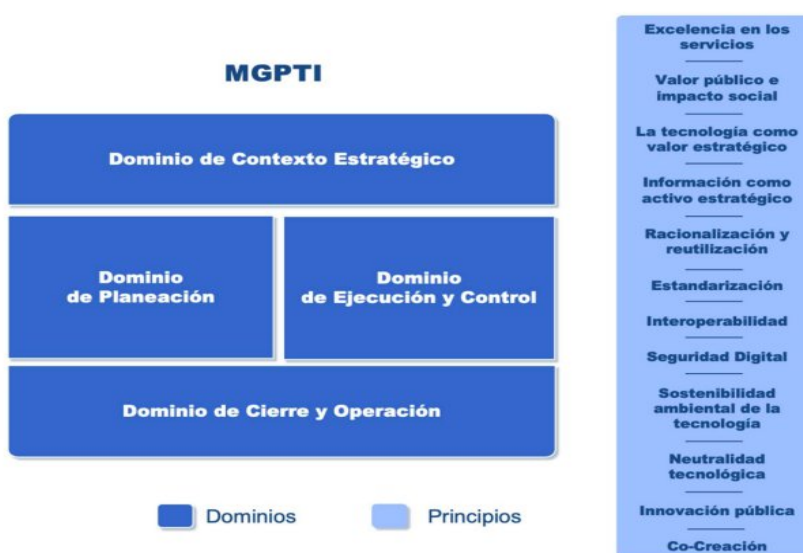 MGPTI
Dominio de Contexto Estratégico
Dominio
de Planeación
Dominio
de Ejecución y Control
Dominio de Cierre y Operación
Dominios
Principios
Excelencia en los
servicios
Valor público e
impacto social
La tecnología como
valor estratégico
Información como
activo estratégico
Racionalización y
reutilización
Estandarización
Interoperabilidad
Seguridad Digital
Sostenibilidad
ambiental de la
tecnología
Neutralidad
tecnológica
Innovación pública
Co-Creación